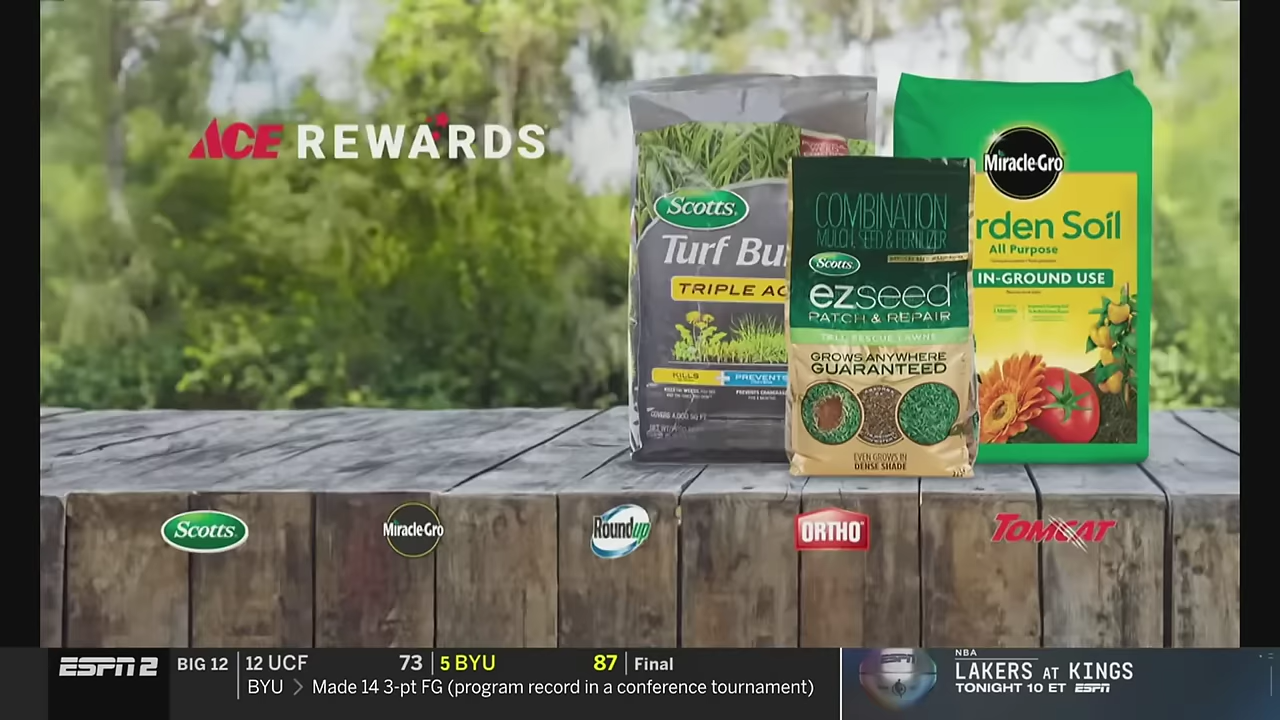 ACE REWARDS
Scotts
Turf Bu
TRIPLE AC
KILLS
PREVENTS
COMBINATION
MULCH, SEED & FERTILIZER
Scotts
ezseed
PATCH & REPAIR
TALL FESCUE LAWNS
GROWS ANYWHERE
GUARANTEED
EVEN GROWS IN
DENSE SHADE
Miracle-Gro
rden Soil
All Purpose
IN-GROUND USE
Scotts
Miracle-Gro
Roundup
ORTHO
TOMCAT
ESPN 2
BIG 12
12 UCF 73
5 BYU 87
Final
BYU > Made 14 3-pt FG (program record in a conference tournament)
NBA
LAKERS AT KINGS
TONIGHT 10 ET ESPN